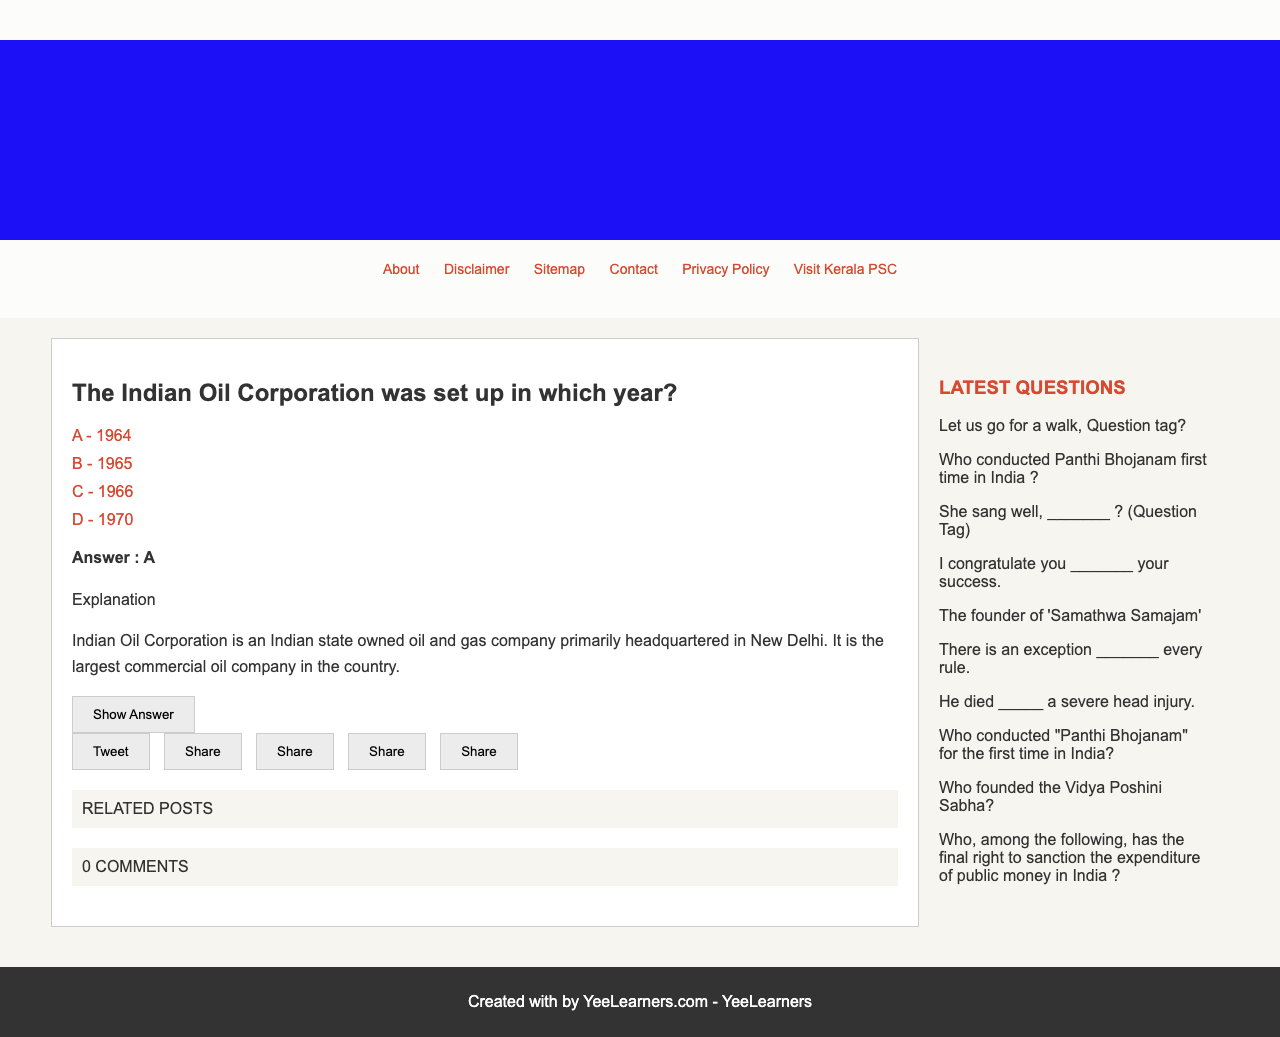 About Disclaimer Sitemap Contact Privacy Policy Visit Kerala PSC
The Indian Oil Corporation was set up in which year?
A - 1964
B - 1965
C - 1966
D - 1970
Answer : A
Explanation
Indian Oil Corporation is an Indian state owned oil and gas company primarily headquartered in New Delhi. It is the
largest commercial oil company in the country.
Show Answer
Tweet Share Share Share Share
RELATED POSTS
0 COMMENTS
LATEST QUESTIONS
Let us go for a walk, Question tag?
Who conducted Panthi Bhojanam first
time in India ?
She sang well, _______ ? (Question
Tag)
I congratulate you _______ your
success.
The founder of 'Samathwa Samajam'
There is an exception _______ every
rule.
He died _____ a severe head injury.
Who conducted "Panthi Bhojanam"
for the first time in India?
Who founded the Vidya Poshini
Sabha?
Who, among the following, has the
final right to sanction the expenditure
of public money in India ?
Created with by YeeLearners.com - YeeLearners